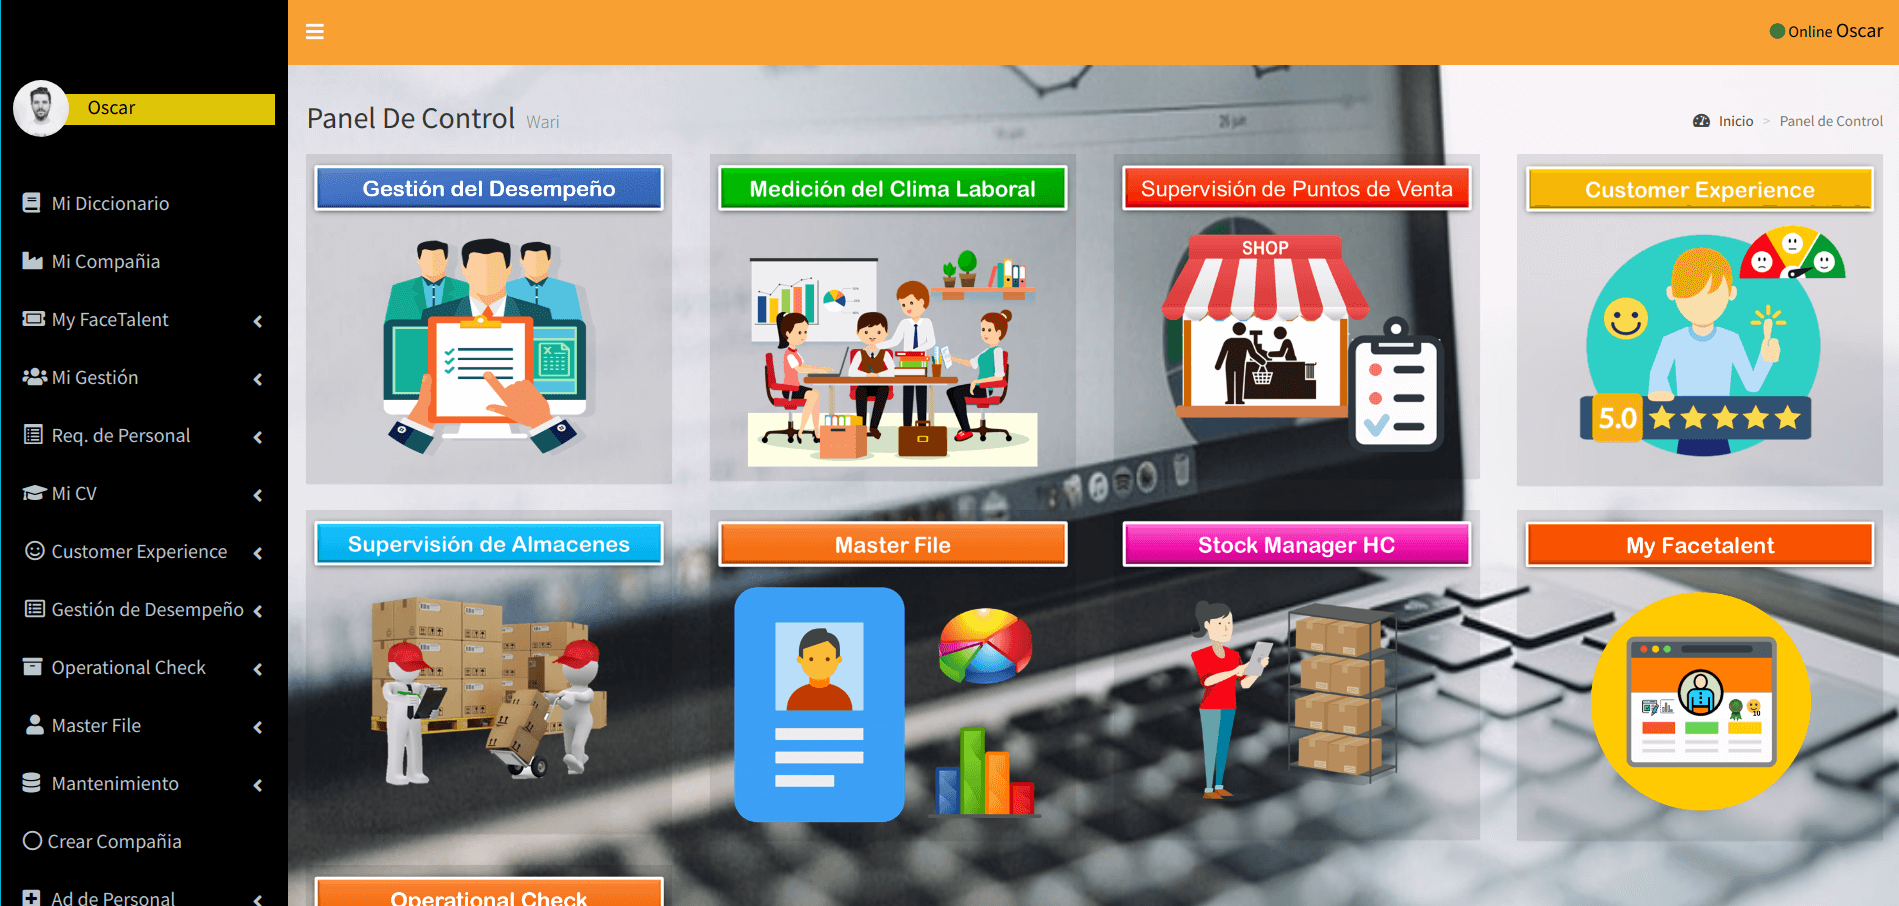 Online Oscar
Oscar
Mi Diccionario
Mi Compañia
My FaceTalent
Mi Gestión
Req. de Personal
Mi CV
Customer Experience
Gestión de Desempeño
Operational Check
Master File
Mantenimiento
Crear Compañia
Ad de Personal
Panel De Control Wari
Inicio > Panel de Control
Gestión del Desempeño
Medición del Clima Laboral
Supervisión de Puntos de Venta
SHOP
Customer Experience
5.0
Supervisión de Almacenes
Master File
Stock Manager HC
My Facetalent
10
Operational Check